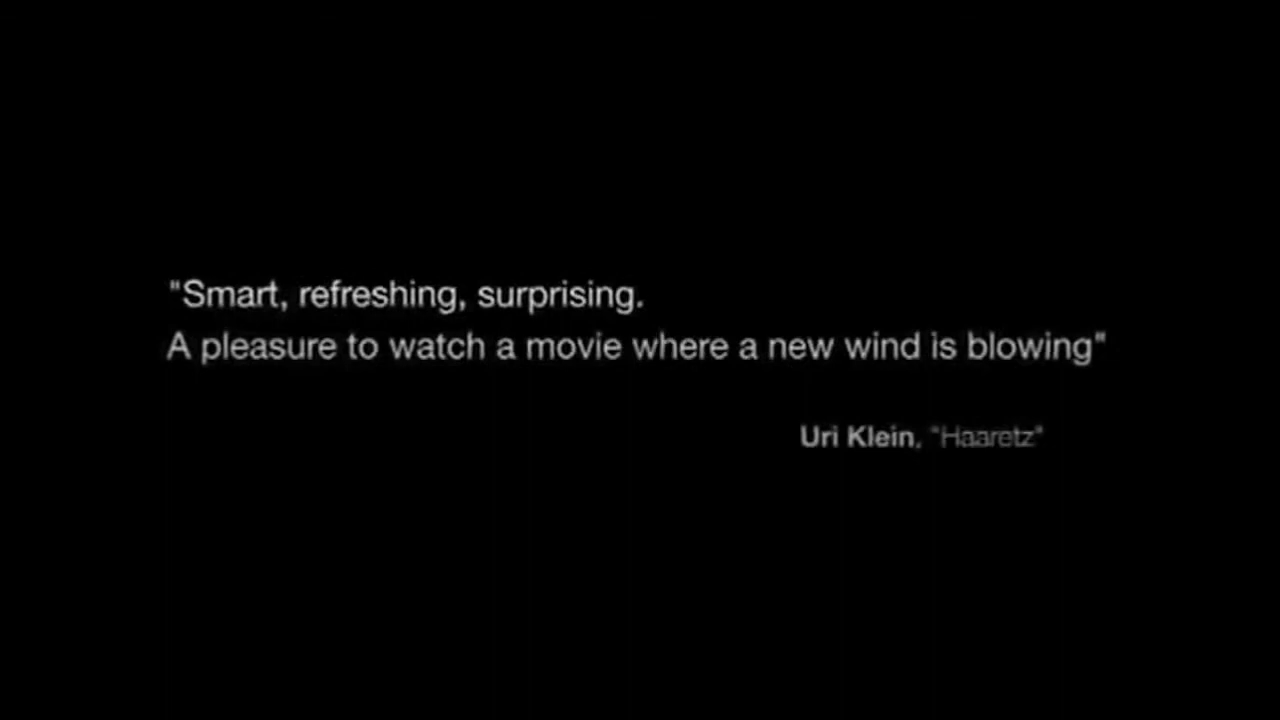 "Smart, refreshing, surprising.
A pleasure to watch a movie where a new wind is blowing"
Uri Klein, "Haaretz"